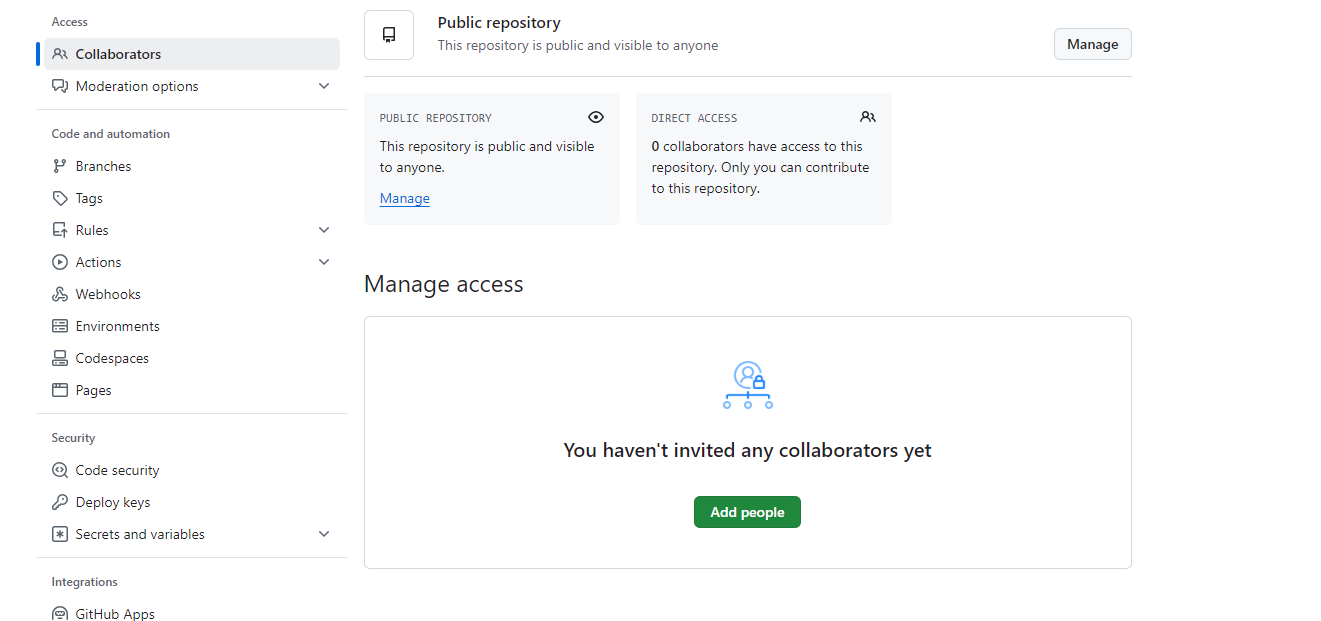 Access
Collaborators
Moderation options
Code and automation
Branches
Tags
Rules
Actions
Webhooks
Environments
Codespaces
Pages
Security
Code security
Deploy keys
Secrets and variables
Integrations
GitHub Apps
Public repository
This repository is public and visible to anyone
Manage
PUBLIC REPOSITORY
This repository is public and visible
to anyone.
Manage
DIRECT ACCESS
0 collaborators have access to this
repository. Only you can contribute
to this repository.
Manage access
You haven't invited any collaborators yet
Add people